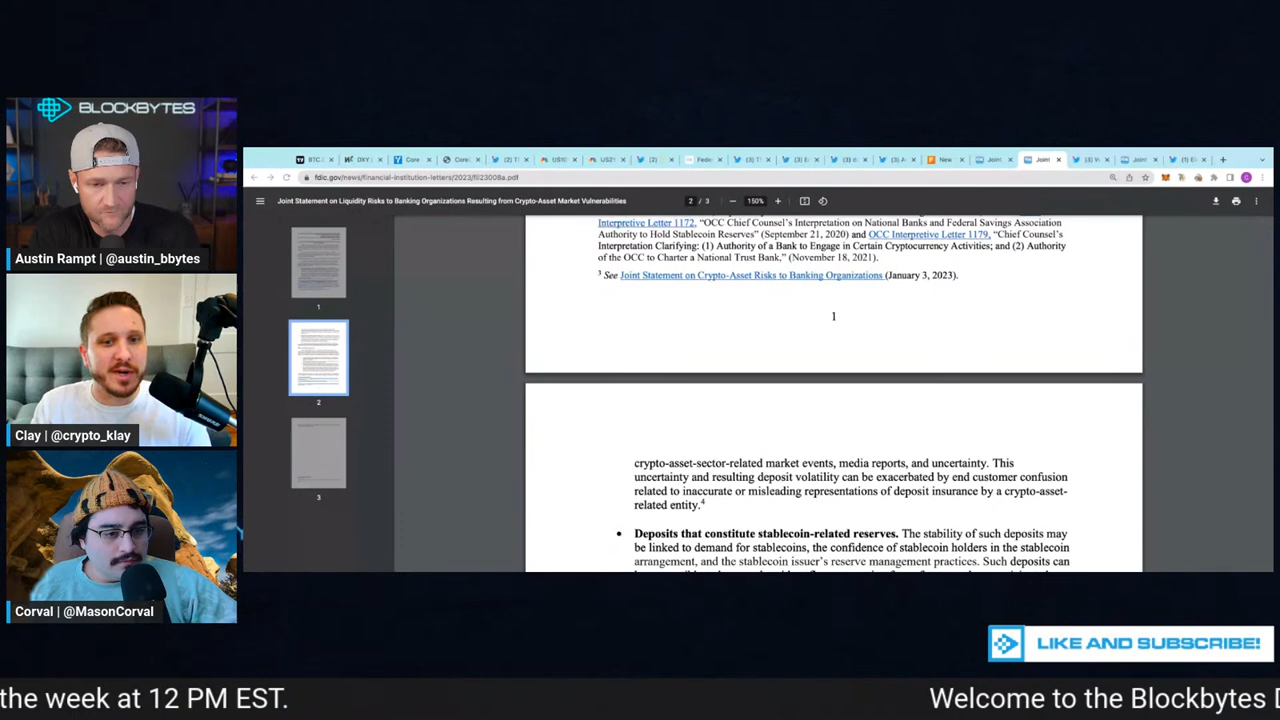 BLOCKBYTES
Austin Rampt | @austin_bbytes
Clay | @crypto_klay
Corval | @MasonCorval
fdic.gov/news/financial-institution-letters/2023/fil23008a.pdf
Joint Statement on Liquidity Risks to Banking Organizations Resulting from Crypto-Asset Market Vulnerabilities
2 / 3
150%
1
2
3
Interpretive Letter 1172, “OCC Chief Counsel’s Interpretation on National Banks and Federal Savings Association
Authority to Hold Stablecoin Reserves” (September 21, 2020) and OCC Interpretive Letter 1179, “Chief Counsel’s
Interpretation Clarifying: (1) Authority of a Bank to Engage in Certain Cryptocurrency Activities; and (2) Authority
of the OCC to Charter a National Trust Bank,” (November 18, 2021).
3 See Joint Statement on Crypto-Asset Risks to Banking Organizations (January 3, 2023).
1
crypto-asset-sector-related market events, media reports, and uncertainty. This
uncertainty and resulting deposit volatility can be exacerbated by end customer confusion
related to inaccurate or misleading representations of deposit insurance by a crypto-asset-
related entity.4
• Deposits that constitute stablecoin-related reserves. The stability of such deposits may
be linked to demand for stablecoins, the confidence of stablecoin holders in the stablecoin
arrangement, and the stablecoin issuer’s reserve management practices. Such deposits can
LIKE AND SUBSCRIBE!
the week at 12 PM EST.
Welcome to the Blockbytes